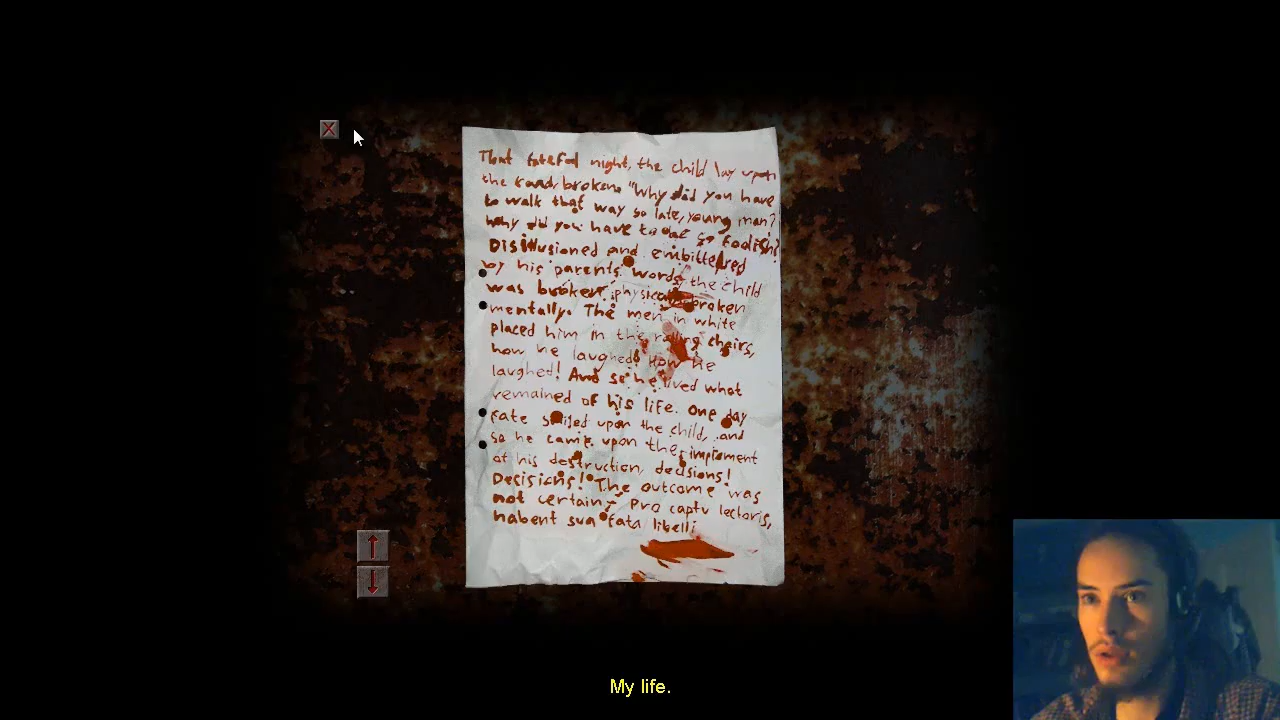 That fateful night, the child lay upon
the road, broken. "Why did you have
to walk that way so late, young man?
Why did you have to be so foolish?
Disillusioned and embittered
by his parents' words, the child
was broken, physically broken
mentally. The men in white
placed him in the rolling chairs,
how he laughed! How he
laughed! And so he lived what
remained of his life. One day
fate smiled upon the child, and
so he came upon the implement
of his destruction, decisions!
Decisions! The outcome was
not certain - Pro captu lectoris,
habent sua fata libelli
My life.